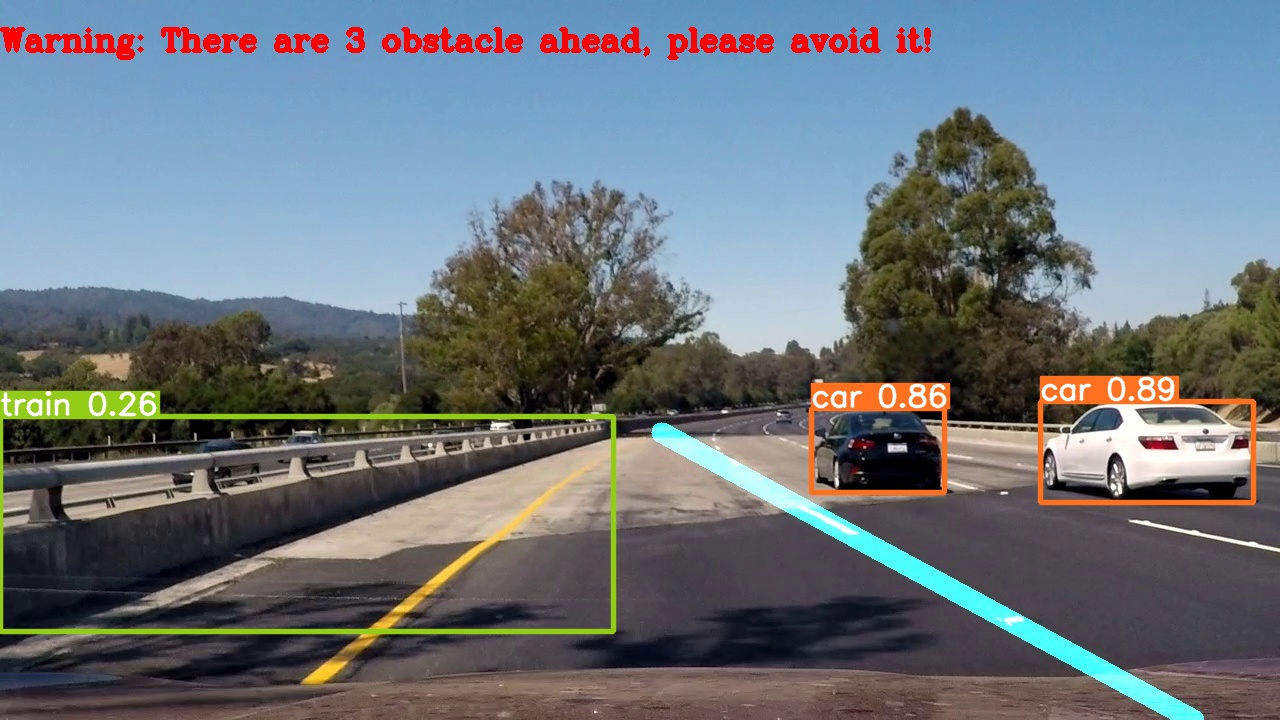 Warning: There are 3 obstacle ahead, please avoid it!
car 0.89
car 0.86
train 0.26